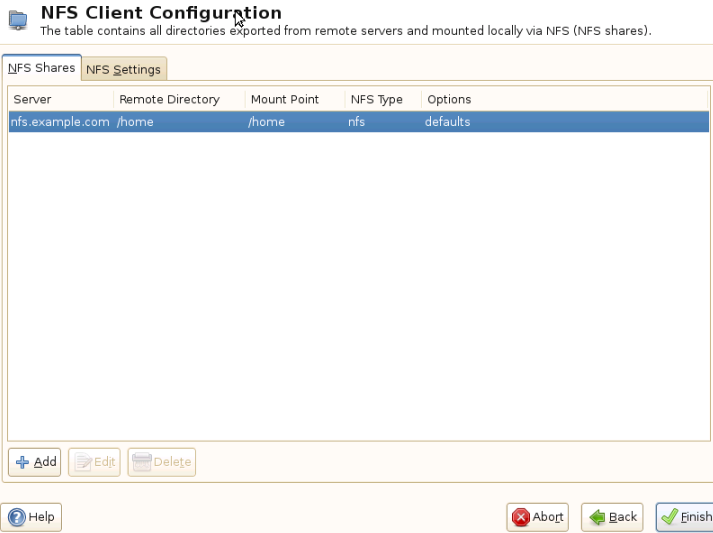 NFS Client Configuration
The table contains all directories exported from remote servers and mounted locally via NFS (NFS shares).
NFS Shares NFS Settings
Server Remote Directory Mount Point NFS Type Options
nfs.example.com /home /home nfs defaults
Add Edit Delete
Help Abort Back Finish